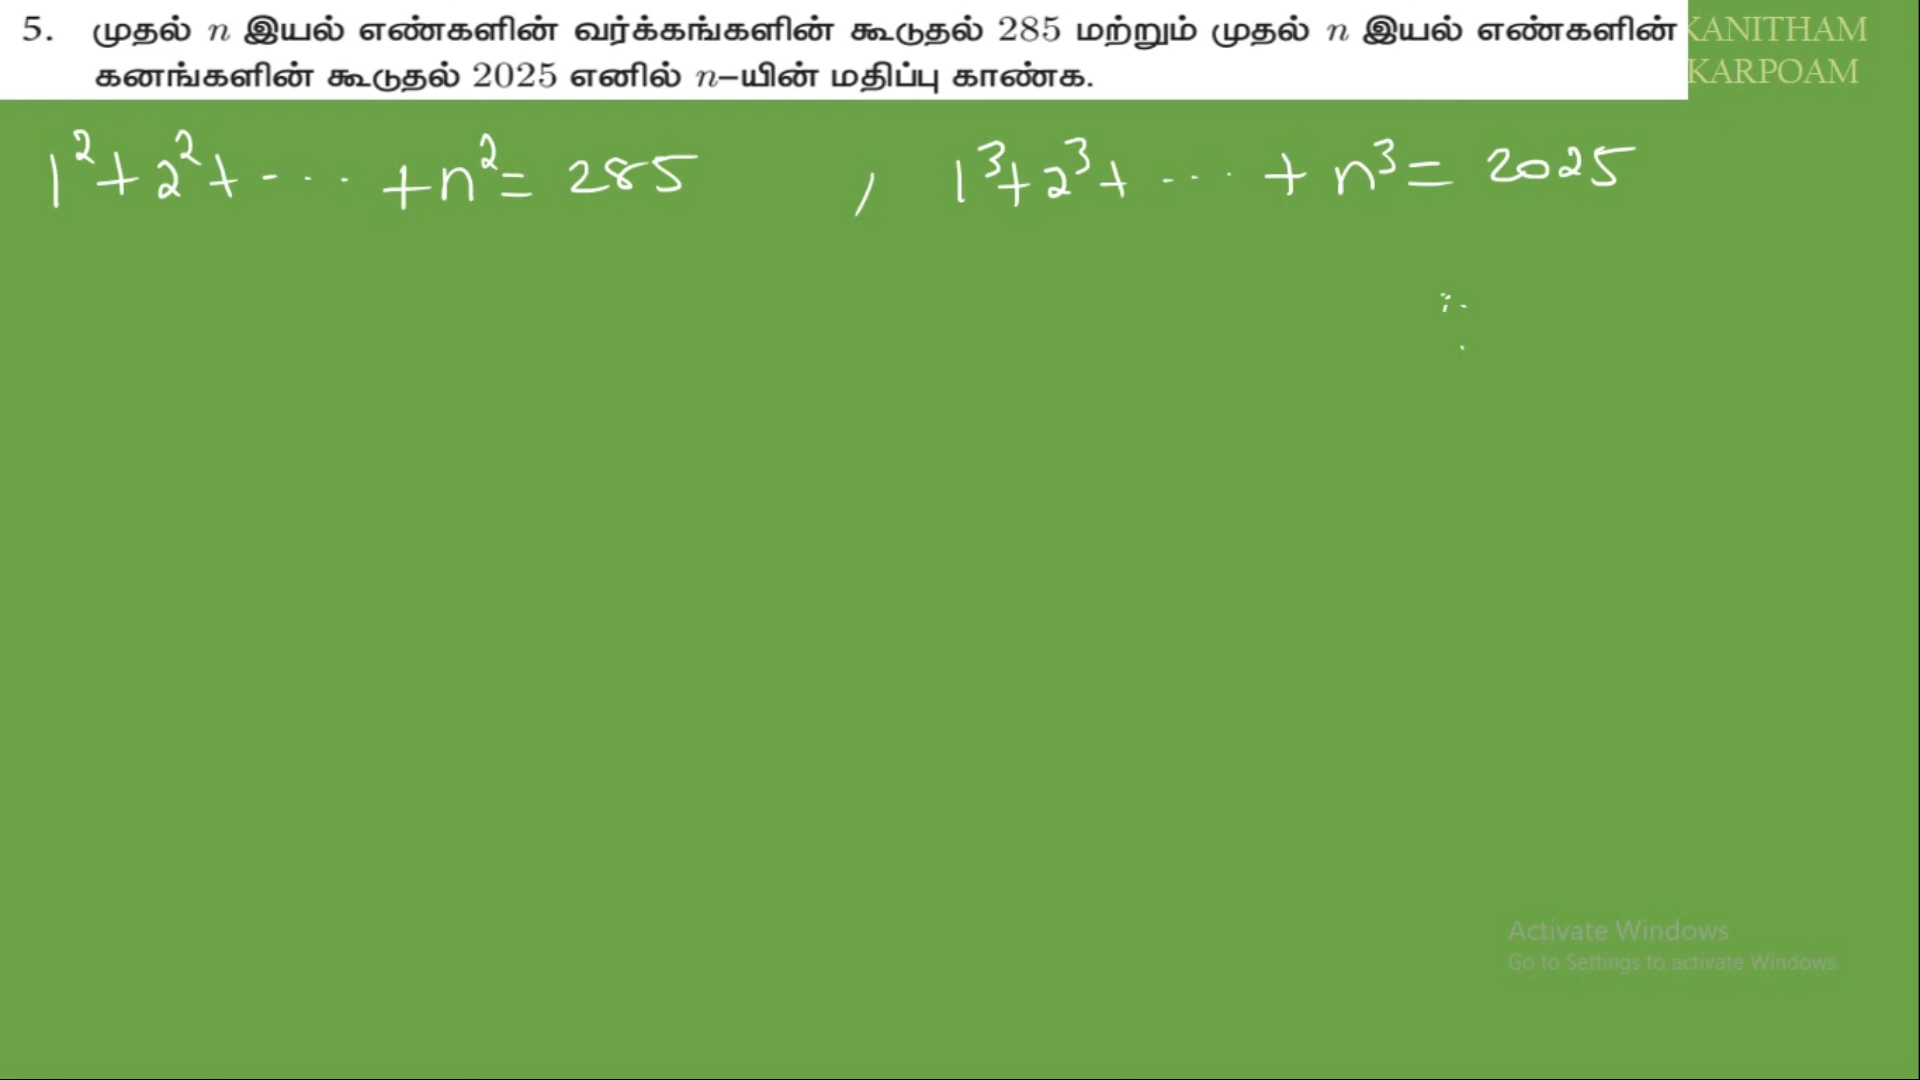 5. முதல் n இயல் எண்களின் வர்க்கங்களின் கூடுதல் 285 மற்றும் முதல் n இயல் எண்களின்
கனங்களின் கூடுதல் 2025 எனில் n–யின் மதிப்பு காண்க.
KANITHAM
KARPOAM
1² + 2² + - · · · + n² = 285 , 1³ + 2³ + - · · · + n³ = 2025
Activate Windows
Go to Settings to activate Windows.